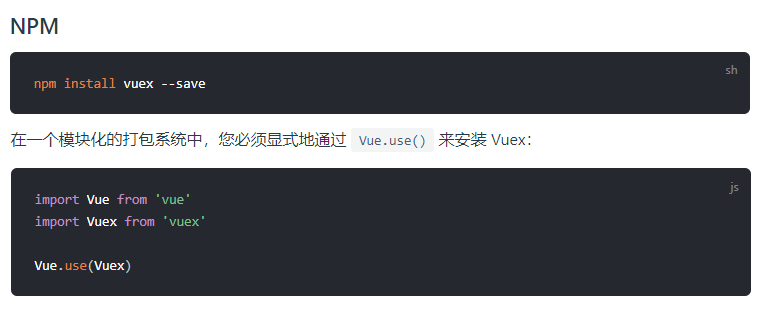 NPM
sh
npm install vuex --save
在一个模块化的打包系统中，您必须显式地通过 Vue.use() 来安装 Vuex：
js
import Vue from 'vue'
import Vuex from 'vuex'
Vue.use(Vuex)